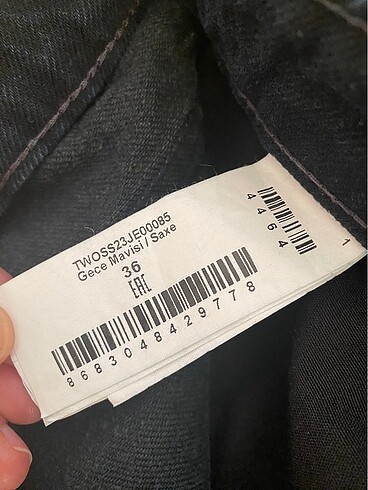 TWOSS23JE00085
Gece Mavisi / Saxe
36
EAC
8683048429778
4464
1